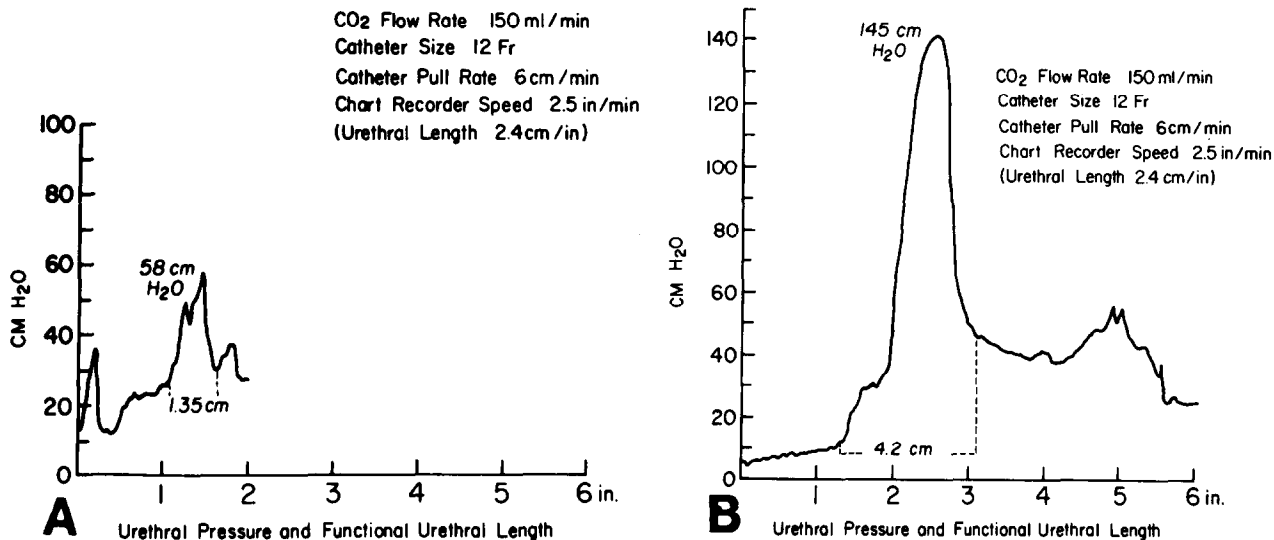 CO2 Flow Rate 150 ml/min
Catheter Size 12 Fr
Catheter Pull Rate 6 cm/min
Chart Recorder Speed 2.5 in/min
(Urethral Length 2.4 cm/in)
100
80
60
40
20
0
CM H2O
58 cm
H2O
1.35 cm
1 2 3 4 5 6 in.
A
Urethral Pressure and Functional Urethral Length
145 cm
H2O
CO2 Flow Rate 150 ml/min
Catheter Size 12 Fr
Catheter Pull Rate 6 cm/min
Chart Recorder Speed 2.5 in/min
(Urethral Length 2.4 cm/in)
140
120
100
80
60
40
20
0
CM H2O
4.2 cm
1 2 3 4 5 6 in.
B
Urethral Pressure and Functional Urethral Length